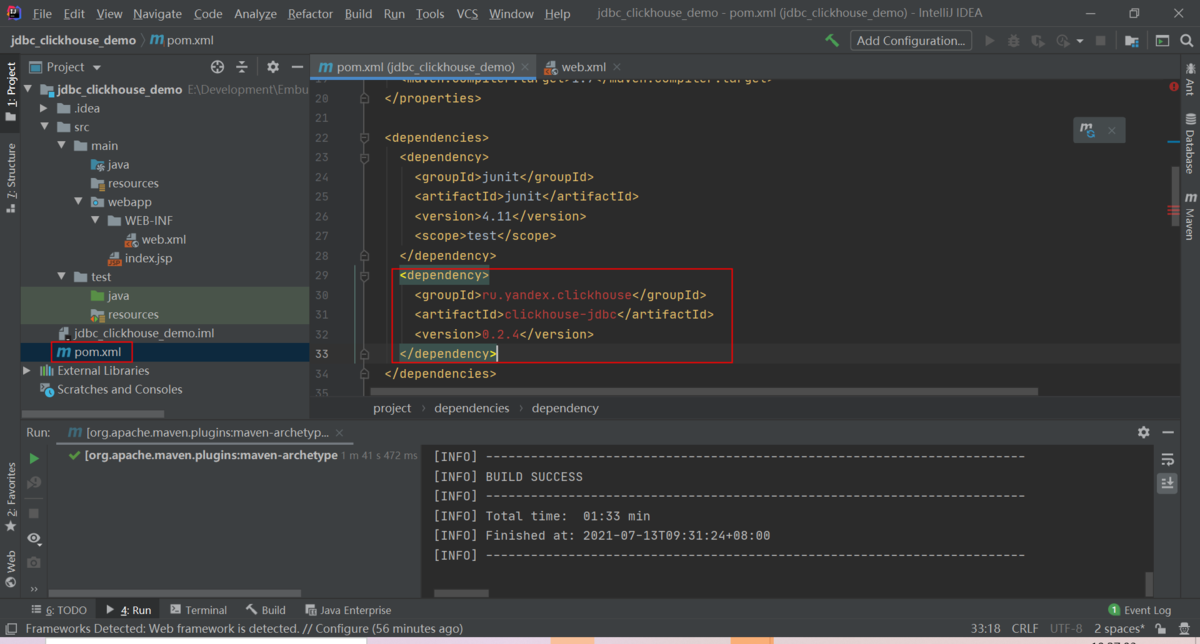 File Edit View Navigate Code Analyze Refactor Build Run Tools VCS Window Help jdbc_clickhouse_demo - pom.xml (jdbc_clickhouse_demo) - IntelliJ IDEA
jdbc_clickhouse_demo m pom.xml
Add Configuration...
1: Project
7: Structure
2: Favorites
Web
Project
jdbc_clickhouse_demo E:\Development\Embu
.idea
src
main
java
resources
webapp
WEB-INF
web.xml
index.jsp
test
java
resources
jdbc_clickhouse_demo.iml
m pom.xml
External Libraries
Scratches and Consoles
m pom.xml (jdbc_clickhouse_demo)
web.xml
<maven.compiler.target>1.7</maven.compiler.target>
20 </properties>
21
22 <dependencies>
23 <dependency>
24 <groupId>junit</groupId>
25 <artifactId>junit</artifactId>
26 <version>4.11</version>
27 <scope>test</scope>
28 </dependency>
29 <dependency>
30 <groupId>ru.yandex.clickhouse</groupId>
31 <artifactId>clickhouse-jdbc</artifactId>
32 <version>0.2.4</version>
33 </dependency>
34 </dependencies>
35
project › dependencies › dependency
Ant
Database
m Maven
Run: m [org.apache.maven.plugins:maven-archetyp...
[org.apache.maven.plugins:maven-archetype 1 m 41 s 472 ms
[INFO] ------------------------------------------------------------------------
[INFO] BUILD SUCCESS
[INFO] ------------------------------------------------------------------------
[INFO] Total time:  01:33 min
[INFO] Finished at: 2021-07-13T09:31:24+08:00
[INFO] ------------------------------------------------------------------------
6: TODO 4: Run Terminal Build Java Enterprise 1 Event Log
Frameworks Detected: Web framework is detected. // Configure (56 minutes ago) 33:18 CRLF UTF-8 2 spaces*